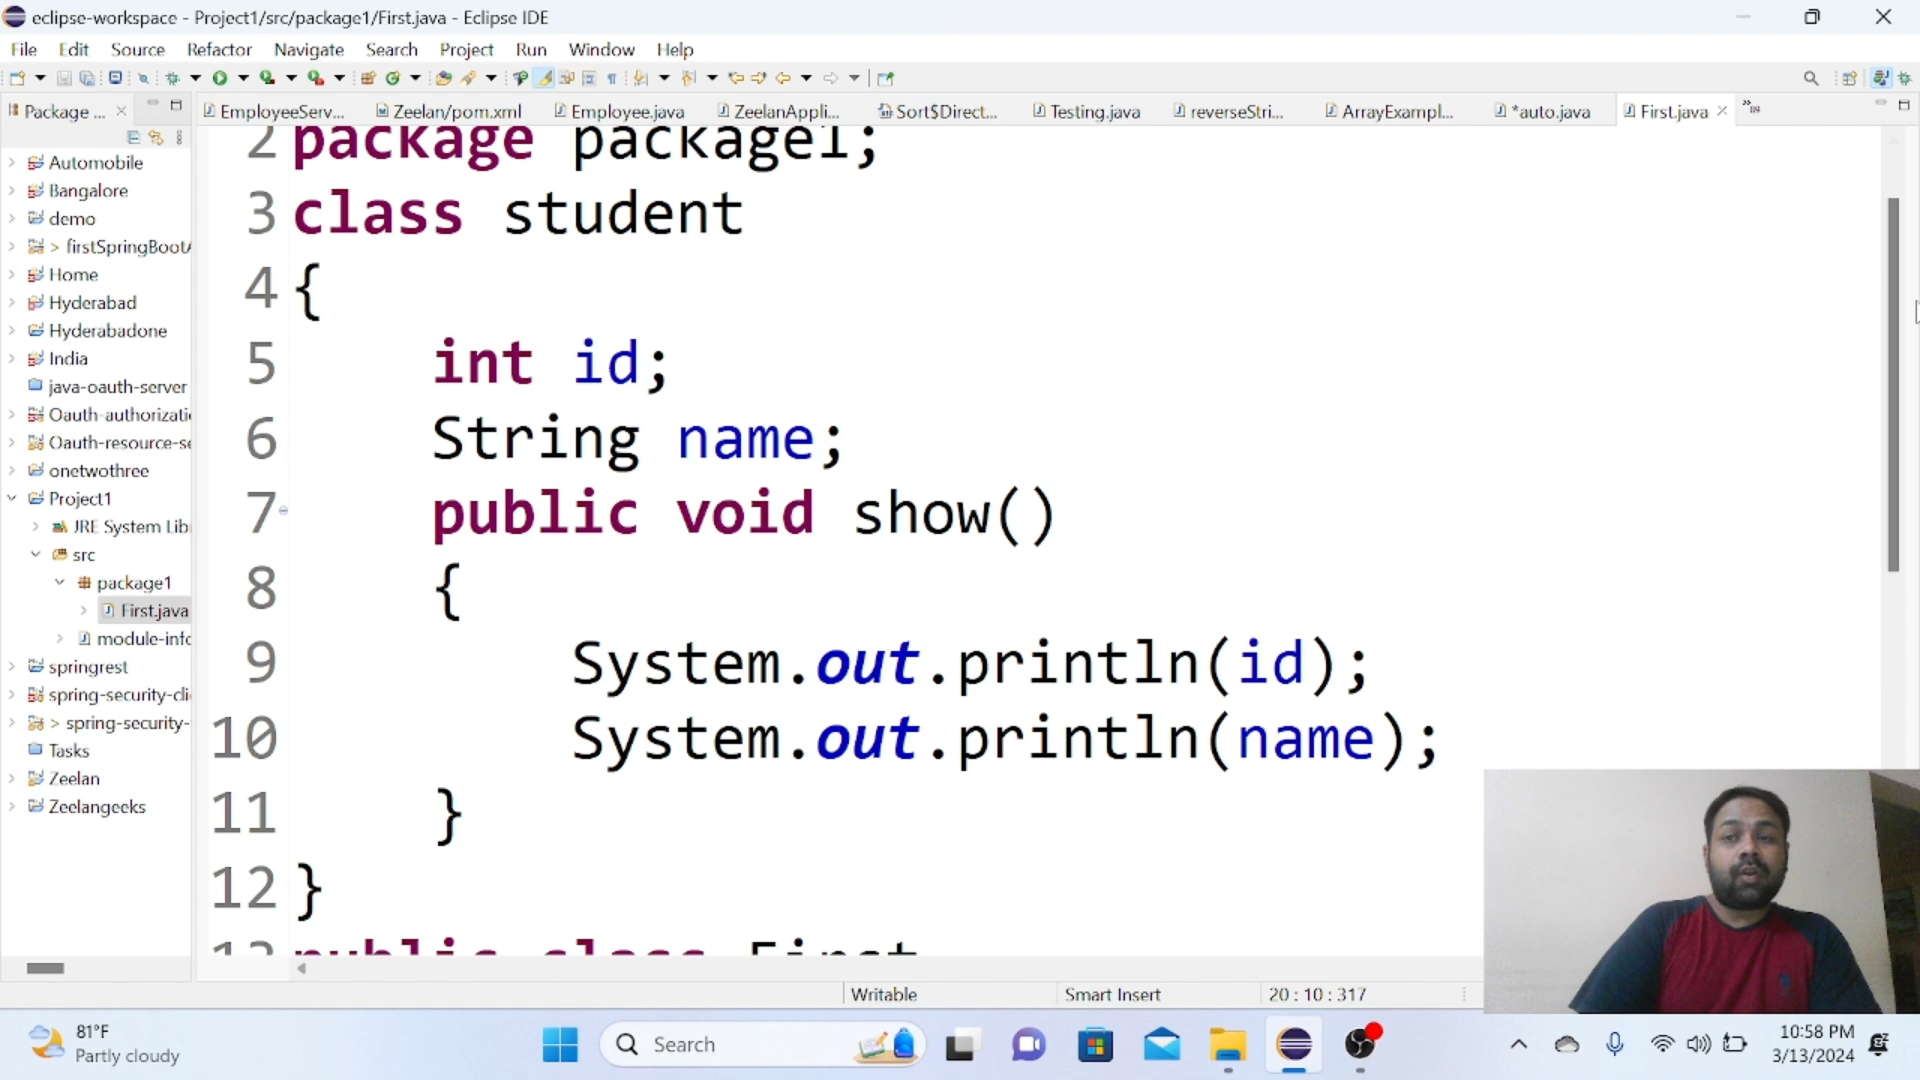 eclipse-workspace - Project1/src/package1/First.java - Eclipse IDE
File Edit Source Refactor Navigate Search Project Run Window Help
Package ... EmployeeServ... Zeelan/pom.xml Employee.java ZeelanAppli... Sort$Direct... Testing.java reverseStri... ArrayExampl... *auto.java First.java
Automobile
Bangalore
demo
> firstSpringBootA
Home
Hyderabad
Hyderabadone
India
java-oauth-server
Oauth-authorizati
Oauth-resource-se
onetwothree
Project1
JRE System Lib
src
package1
First.java
module-info
springrest
spring-security-cli
> spring-security-
Tasks
Zeelan
Zeelangeeks
2 package package1;
3 class student
4 {
5 int id;
6 String name;
7 public void show()
8 {
9 System.out.println(id);
10 System.out.println(name);
11 }
12 }
13 public class First
Writable Smart Insert 20 : 10 : 317
81°F
Partly cloudy
Search
10:58 PM
3/13/2024